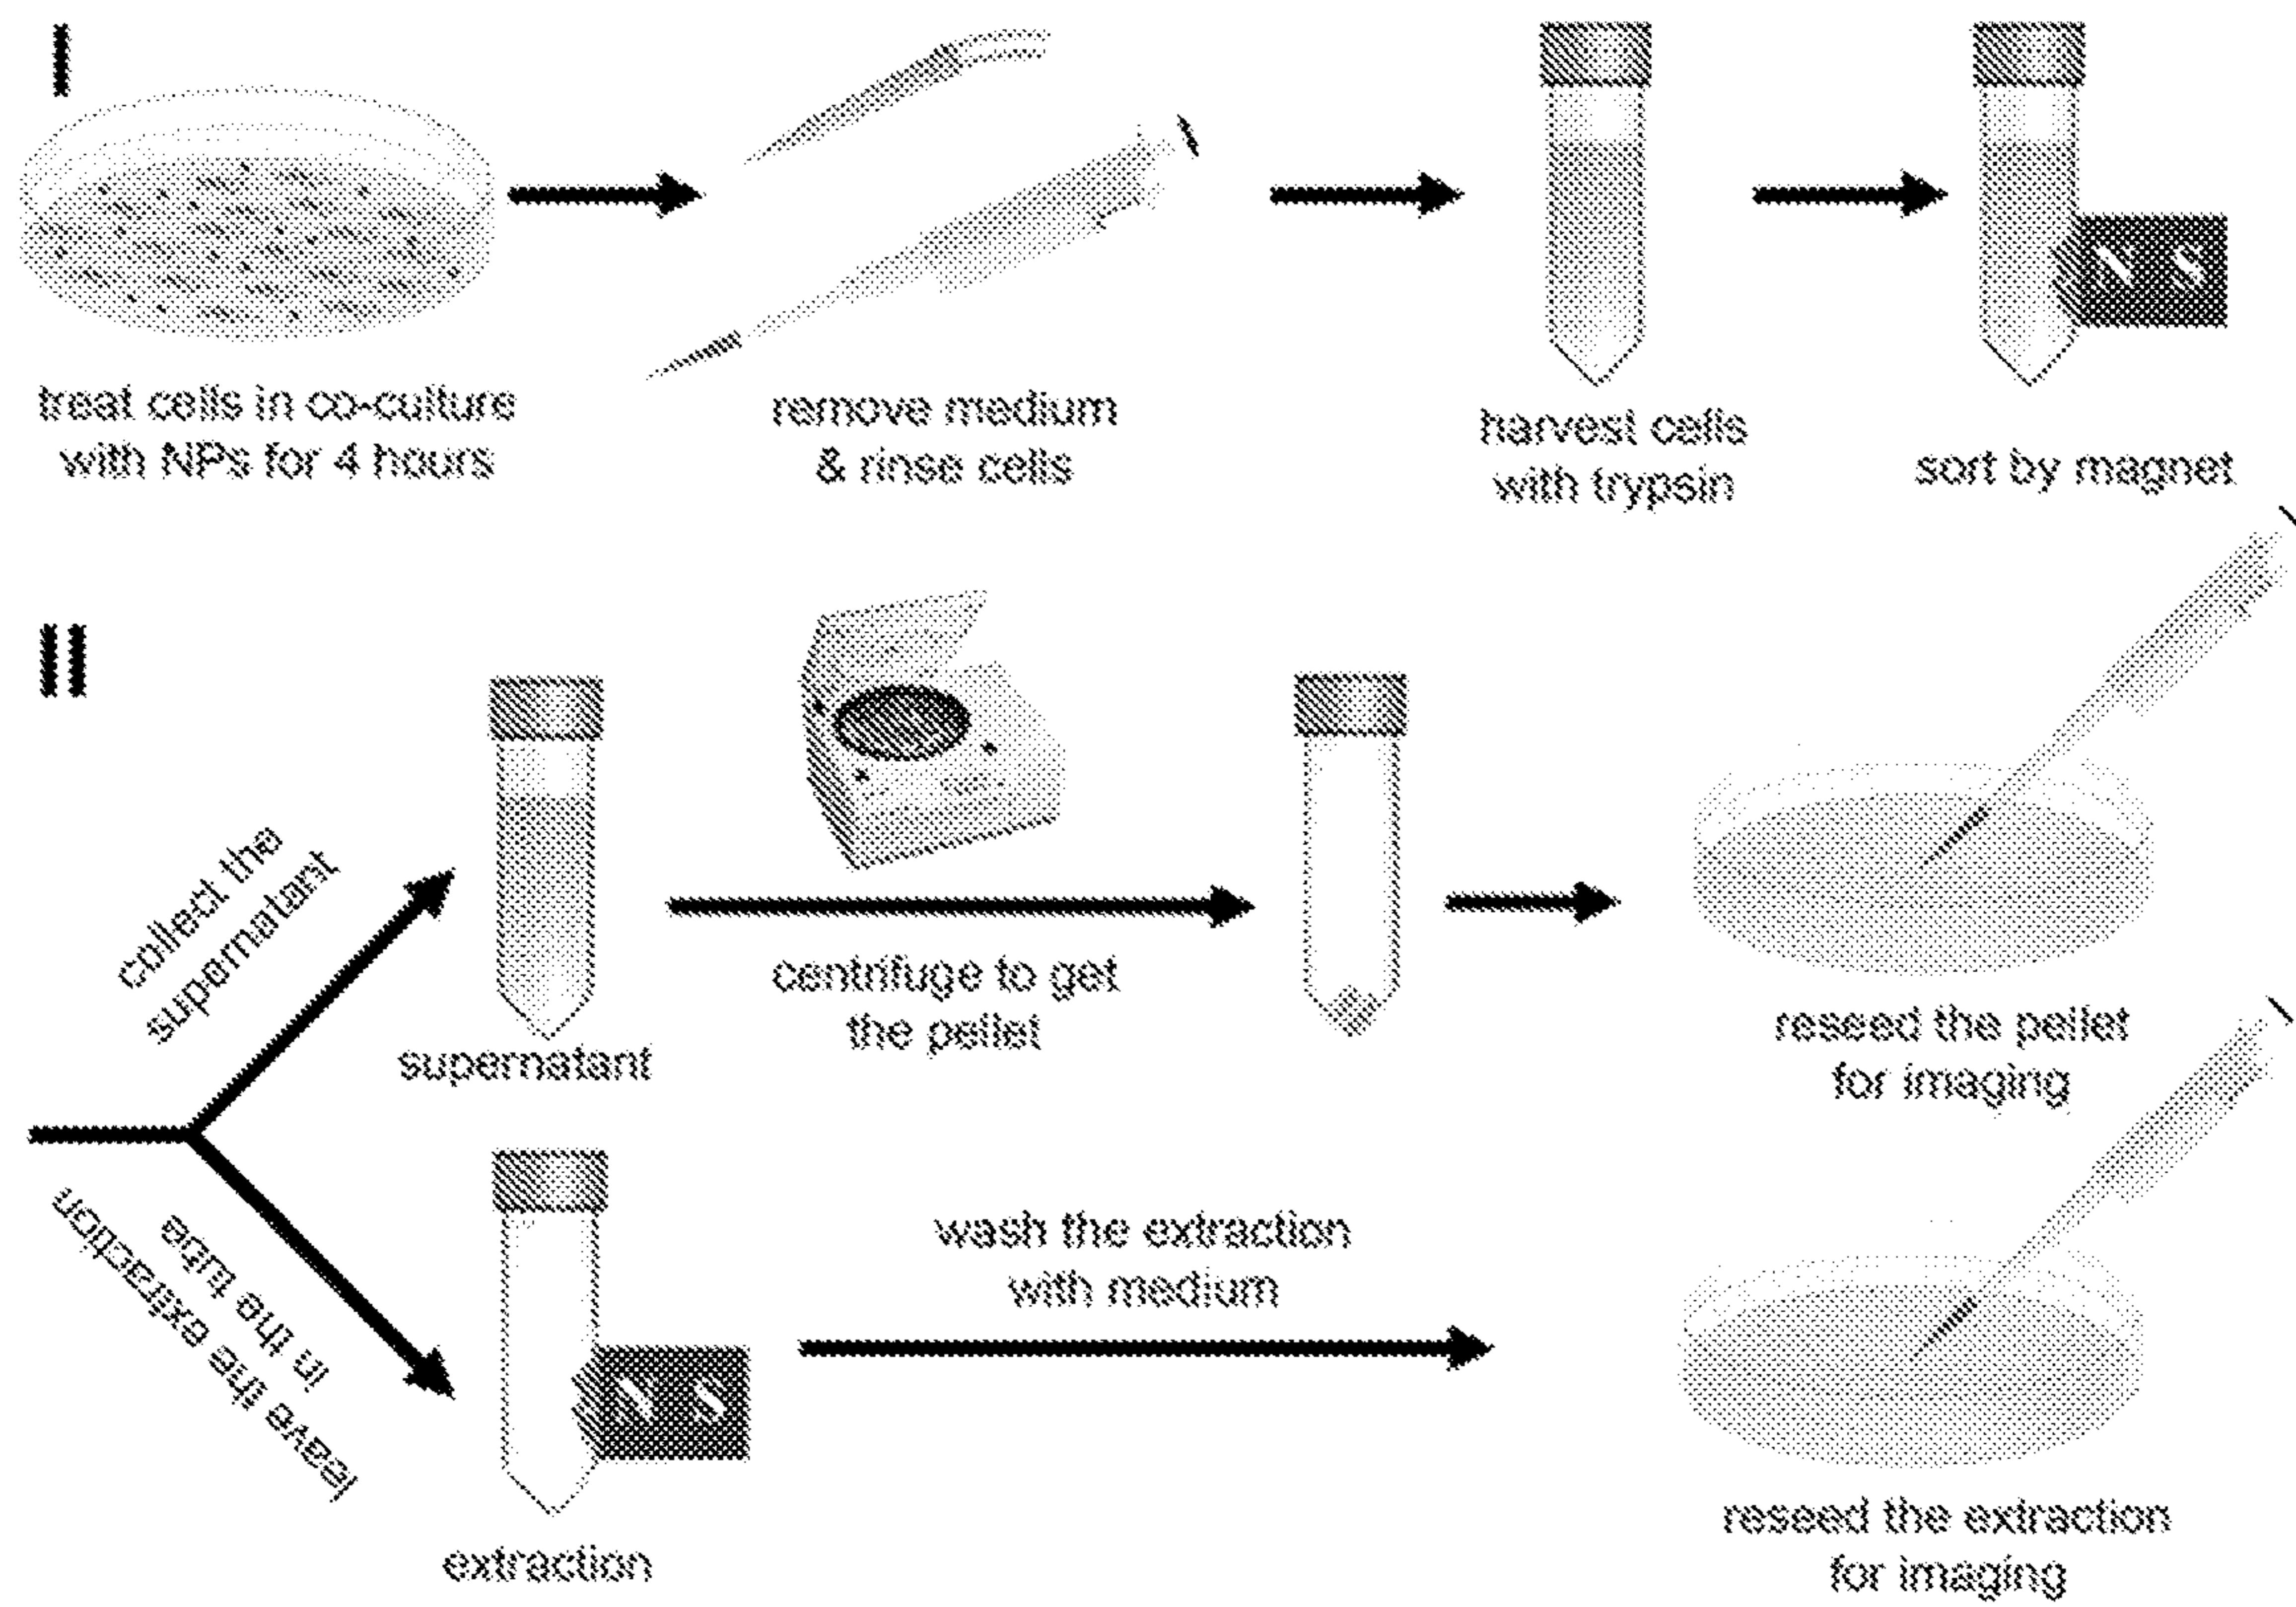 I
treat cells in co-culture
with NPs for 4 hours
remove medium
& rinse cells
harvest cells
with trypsin
N S
sort by magnet
II
collect the
supernatant
supernatant
centrifuge to get
the pellet
reseed the pellet
for imaging
leave the extraction
in the tube
N S
extraction
wash the extraction
with medium
reseed the extraction
for imaging